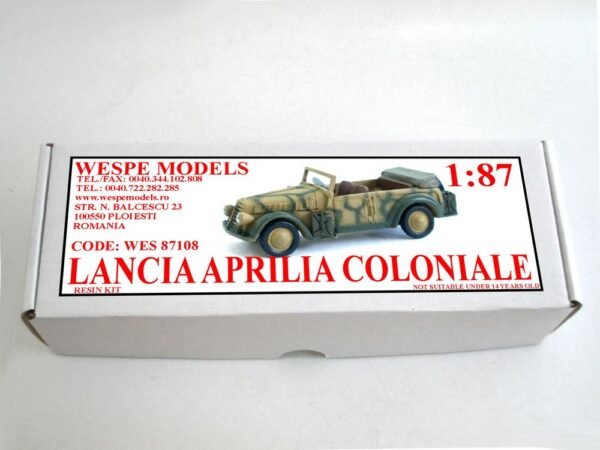 WESPE MODELS
TEL./FAX: 0040.344.102.808
TEL.: 0040.722.282.285
www.wespemodels.ro
STR. N. BALCESCU 23
100550 PLOIESTI
ROMANIA
CODE: WES 87108
1:87
LANCIA APRILIA COLONIALE
RESIN KIT
NOT SUITABLE UNDER 14 YEARS OLD